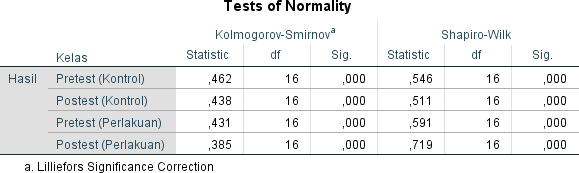 Tests of Normality
Kolmogorov-Smirnovᵃ Shapiro-Wilk
Kelas Statistic df Sig. Statistic df Sig.
Hasil Pretest (Kontrol) ,462 16 ,000 ,546 16 ,000
Postest (Kontrol) ,438 16 ,000 ,511 16 ,000
Pretest (Perlakuan) ,431 16 ,000 ,591 16 ,000
Postest (Perlakuan) ,385 16 ,000 ,719 16 ,000
a. Lilliefors Significance Correction